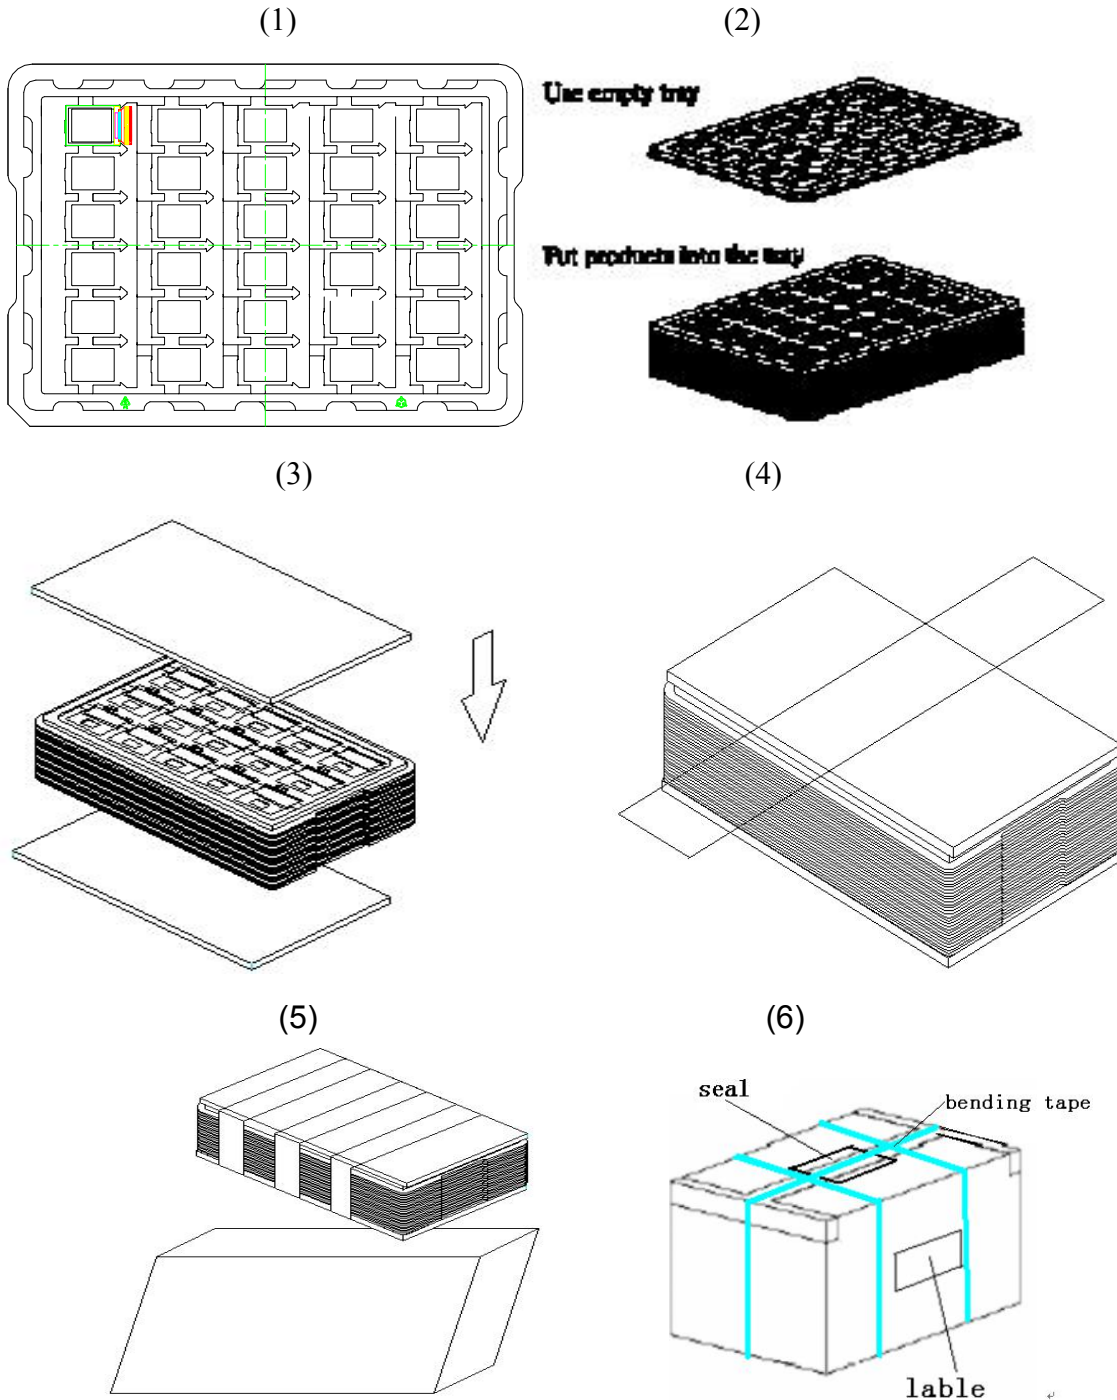 (1)
(2)
Use empty tray
Put products into the tray
(3)
(4)
(5)
(6)
seal
bending tape
lable